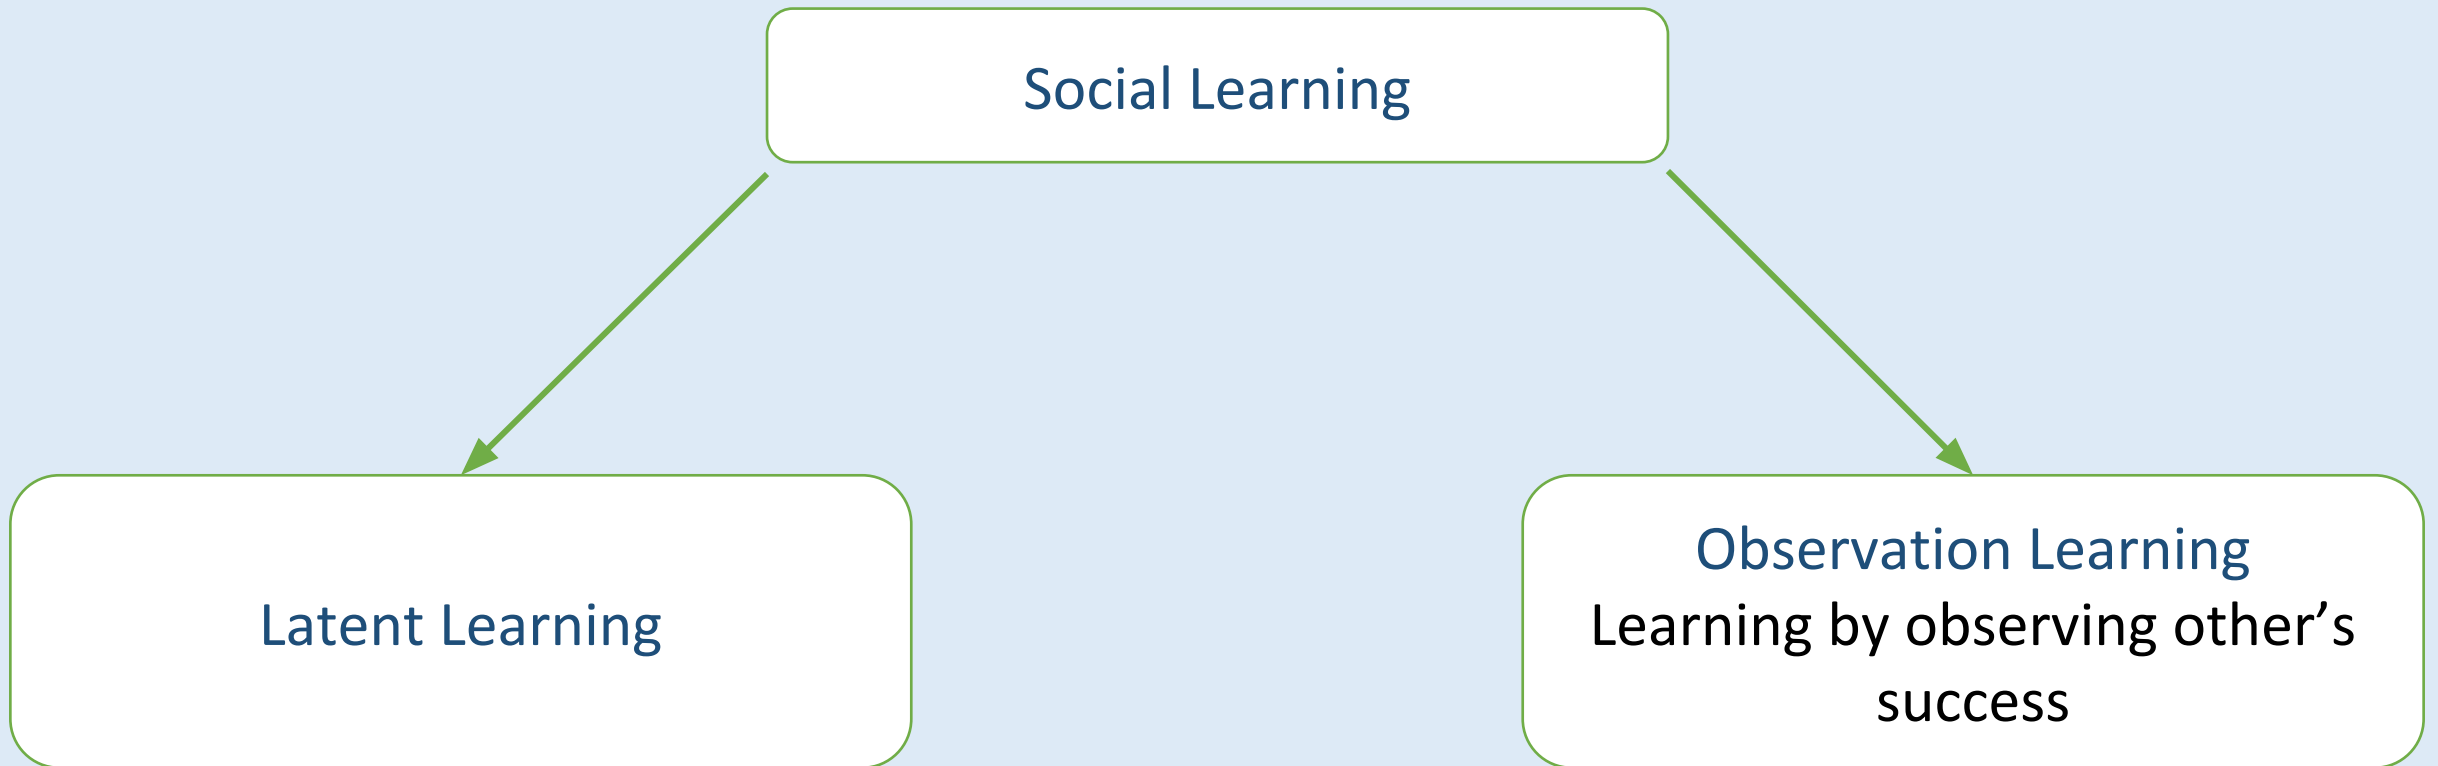 Social Learning
Latent Learning
Observation Learning
Learning by observing other’s
success